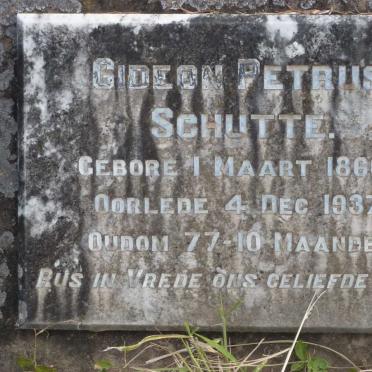 GIDEON PETRUS
SCHUTTE.
GEBORE 1 MAART 186
OORLEDE 4 DEC 1937
OUDOM 77-10 MAANDE
RUS IN VREDE ONS GELIEFDE